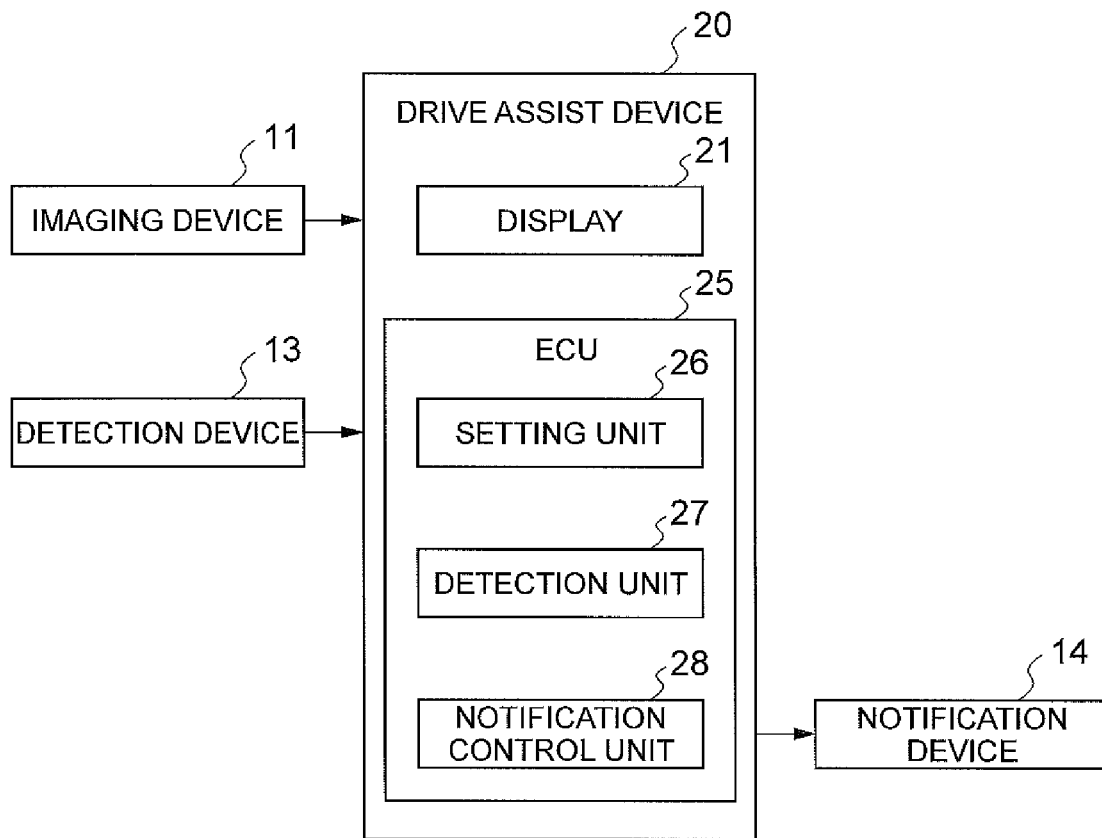 20
DRIVE ASSIST DEVICE
11
IMAGING DEVICE
21
DISPLAY
25
ECU
13
DETECTION DEVICE
26
SETTING UNIT
27
DETECTION UNIT
28
NOTIFICATION
CONTROL UNIT
14
NOTIFICATION
DEVICE